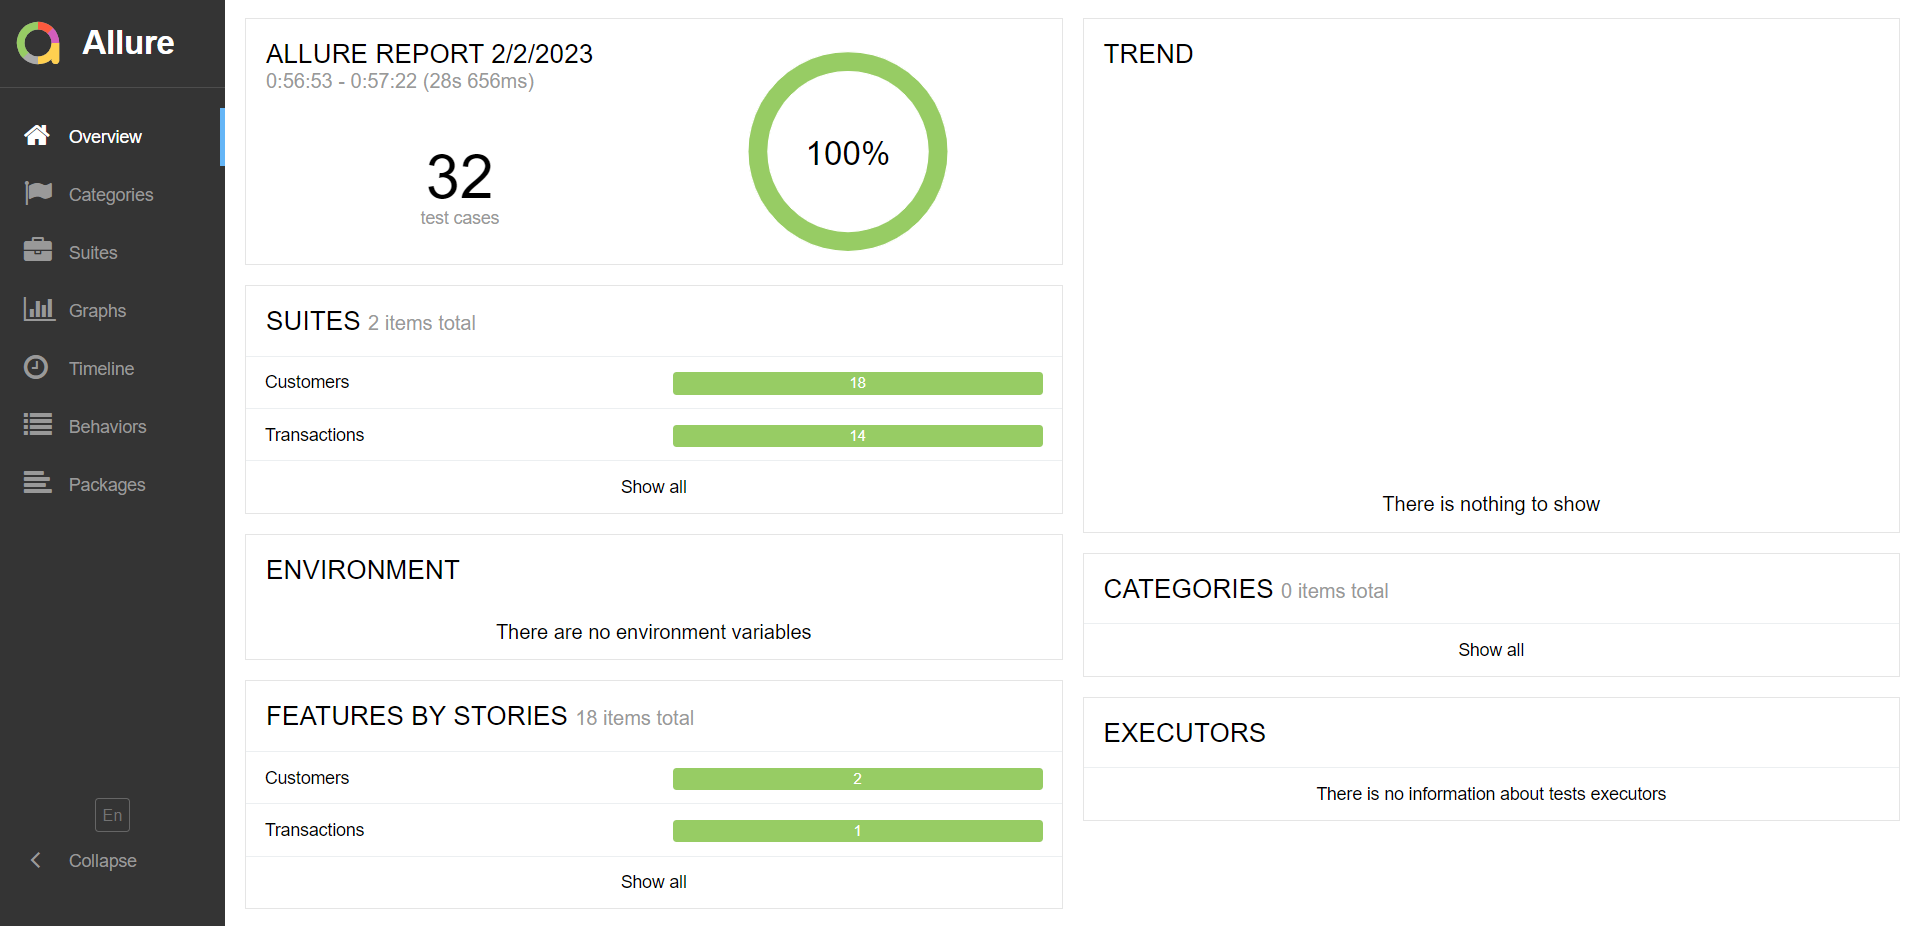 Allure
Overview
Categories
Suites
Graphs
Timeline
Behaviors
Packages
En
Collapse
ALLURE REPORT 2/2/2023
0:56:53 - 0:57:22 (28s 656ms)
32
test cases
100%
SUITES 2 items total
Customers 18
Transactions 14
Show all
ENVIRONMENT
There are no environment variables
FEATURES BY STORIES 18 items total
Customers 2
Transactions 1
Show all
TREND
There is nothing to show
CATEGORIES 0 items total
Show all
EXECUTORS
There is no information about tests executors